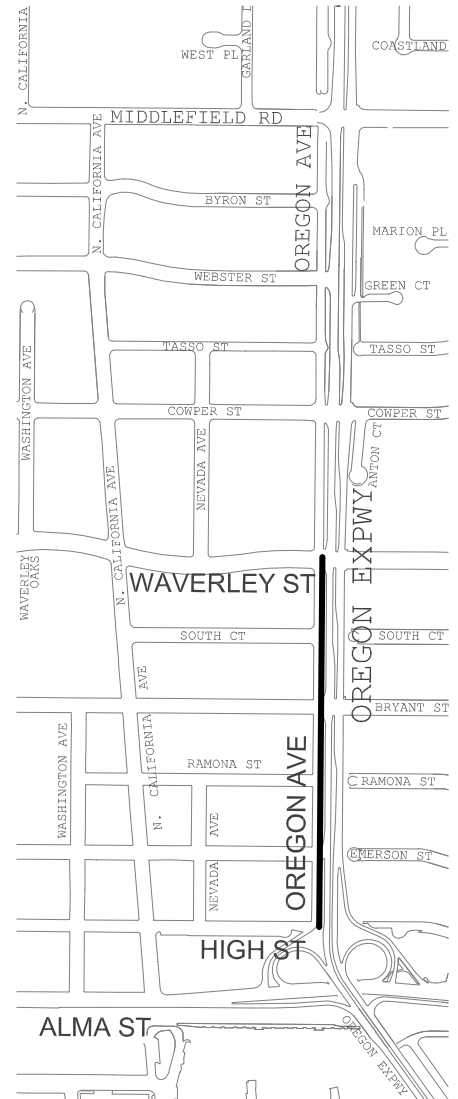 N. CALIFORNIA
WEST PL
GARLAND
COASTLAND
MIDDLEFIELD RD
N. CALIFORNIA AVE
OREGON AVE
BYRON ST
MARION PL
WEBSTER ST
GREEN CT
WASHINGTON AVE
TASSO ST
TASSO ST
COWPER ST
COWPER ST
NEVADA AVE
ANTON CT
N. CALIFORNIA AVE
OREGON EXPWY
WAVERLEY OAKS
WAVERLEY ST
SOUTH CT
SOUTH CT
N. CALIFORNIA AVE
BRYANT ST
WASHINGTON AVE
RAMONA ST
RAMONA ST
OREGON AVE
NEVADA AVE
EMERSON ST
HIGH ST
ALMA ST
OREGON EXPWY